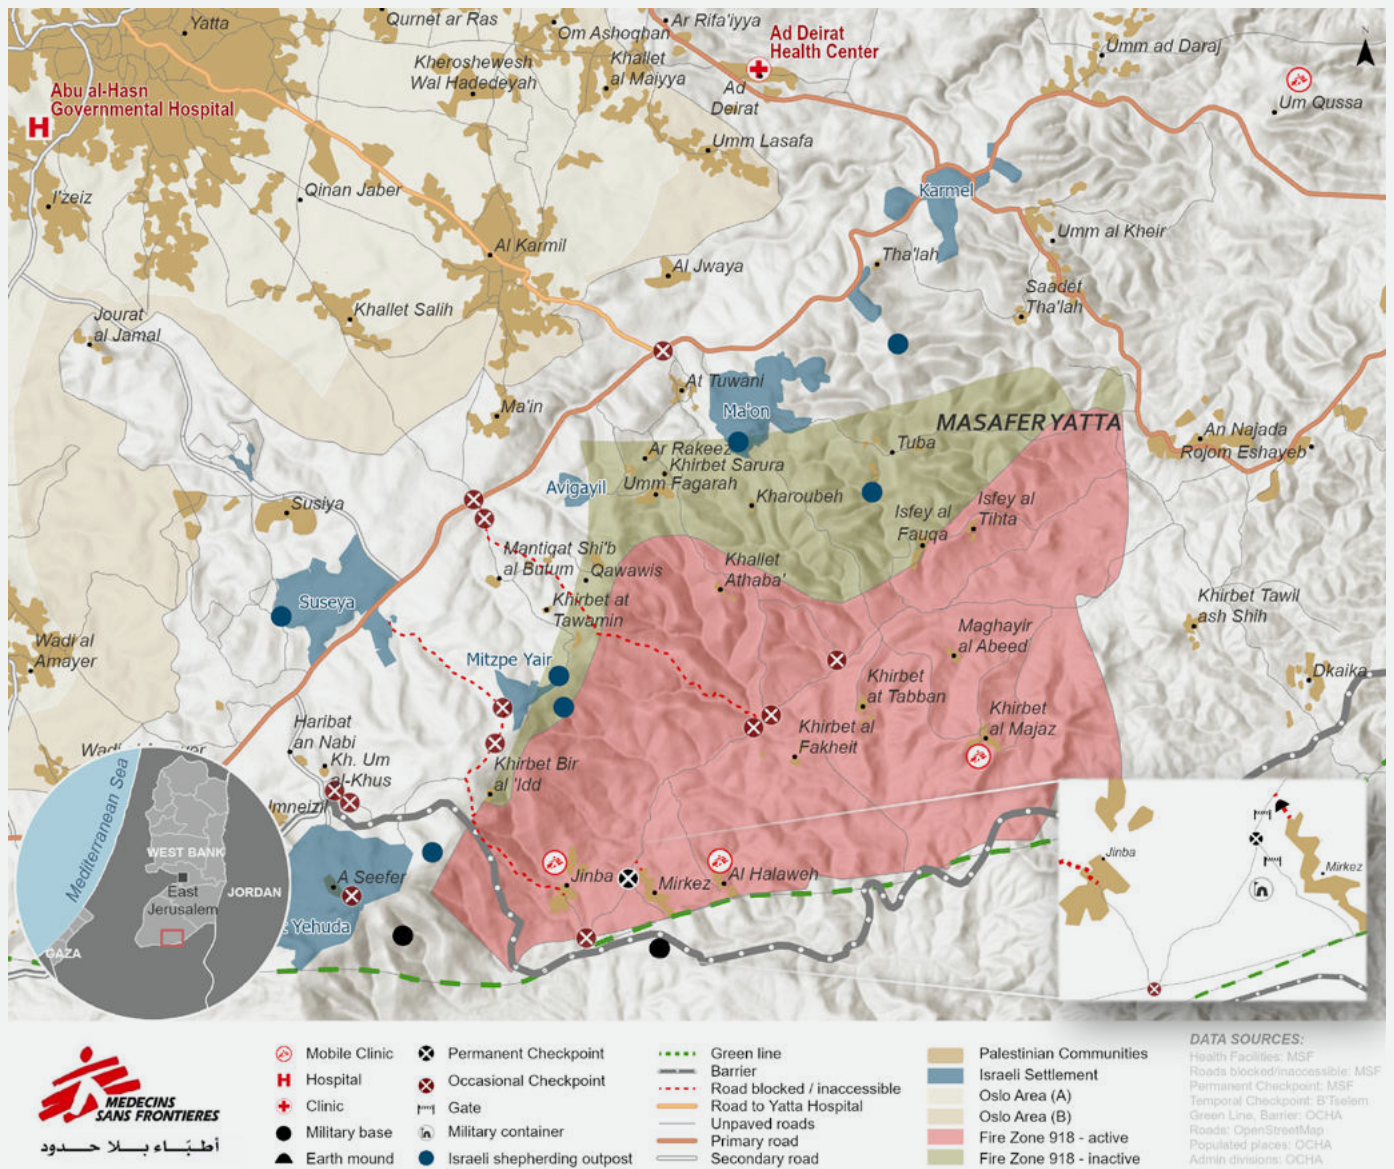 Yatta
Qurnet ar Ras
Om Ashoqhan
Ar Rifa'iyya
Ad Deirat
Health Center
Umm ad Daraj
N
Kheroshewesh
Wal Hadedeyah
Khallet
al Maiyya
Ad
Deirat
Um Qussa
Abu al-Hasn
Governmental Hospital
H
Umm Lasafa
I'zeiz
Qinan Jaber
Karmel
Al Karmil
Umm al Kheir
Tha'lah
Al Jwaya
Saadet
Tha'lah
Khallet Salih
Jourat
al Jamal
At Tuwani
Ma'in
Ma'on
MASAFER YATTA
An Najada
Rojom Eshayeb
Tuba
Ar Rakeez
Khirbet Sarura
Umm Fagarah
Avigayil
Kharoubeh
Isfey al
Tihta
Isfey al
Fauqa
Susiya
Mantiqat Shi'b
al Butum
Qawawis
Khallet
Athaba'
Khirbet at
Tawamin
Suseya
Khirbet Tawil
ash Shih
Wadi al
Amayer
Maghayir
al Abeed
Mitzpe Yair
Khirbet
at Tabban
Dkaika
Khirbet
al Majaz
Haribat
an Nabi
Khirbet al
Fakheit
Kh. Um
al-Khus
Khirbet Bir
al 'Idd
Imneizil
Jinba
Mirkez
Al Halaweh
A Seefer
Yehuda
Mediterranean Sea
WEST BANK
East
Jerusalem
JORDAN
GAZA
Jinba
Mirkez
MEDECINS
SANS FRONTIERES
أطبّاء بلا حدود
Mobile Clinic
H Hospital
Clinic
Military base
Earth mound
Permanent Checkpoint
Occasional Checkpoint
Gate
Military container
Israeli shepherding outpost
Green line
Barrier
Road blocked / inaccessible
Road to Yatta Hospital
Unpaved roads
Primary road
Secondary road
Palestinian Communities
Israeli Settlement
Oslo Area (A)
Oslo Area (B)
Fire Zone 918 - active
Fire Zone 918 - inactive
DATA SOURCES:
Health Facilities: MSF
Roads blocked/inaccessible: MSF
Permanent Checkpoint: MSF
Temporal Checkpoint: B'Tselem
Green Line, Barrier: OCHA
Roads: OpenStreetMap
Populated places: OCHA
Admin divisions: OCHA